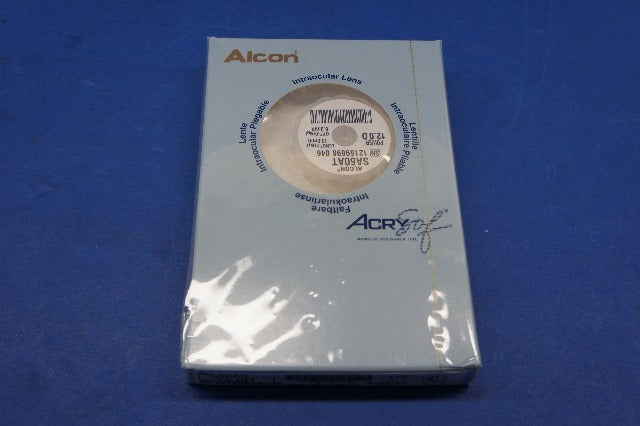 Alcon®
Intraocular Lens
Lente
Intraocular Plegable
Lentille
Intraoculaire Pliable
Faltbare
Intraokularlinse
ALCON®
SA60AT
SN 12169698 046
POWER
12.0 D
ACRYSof
ACRYLIC FOLDABLE IOL